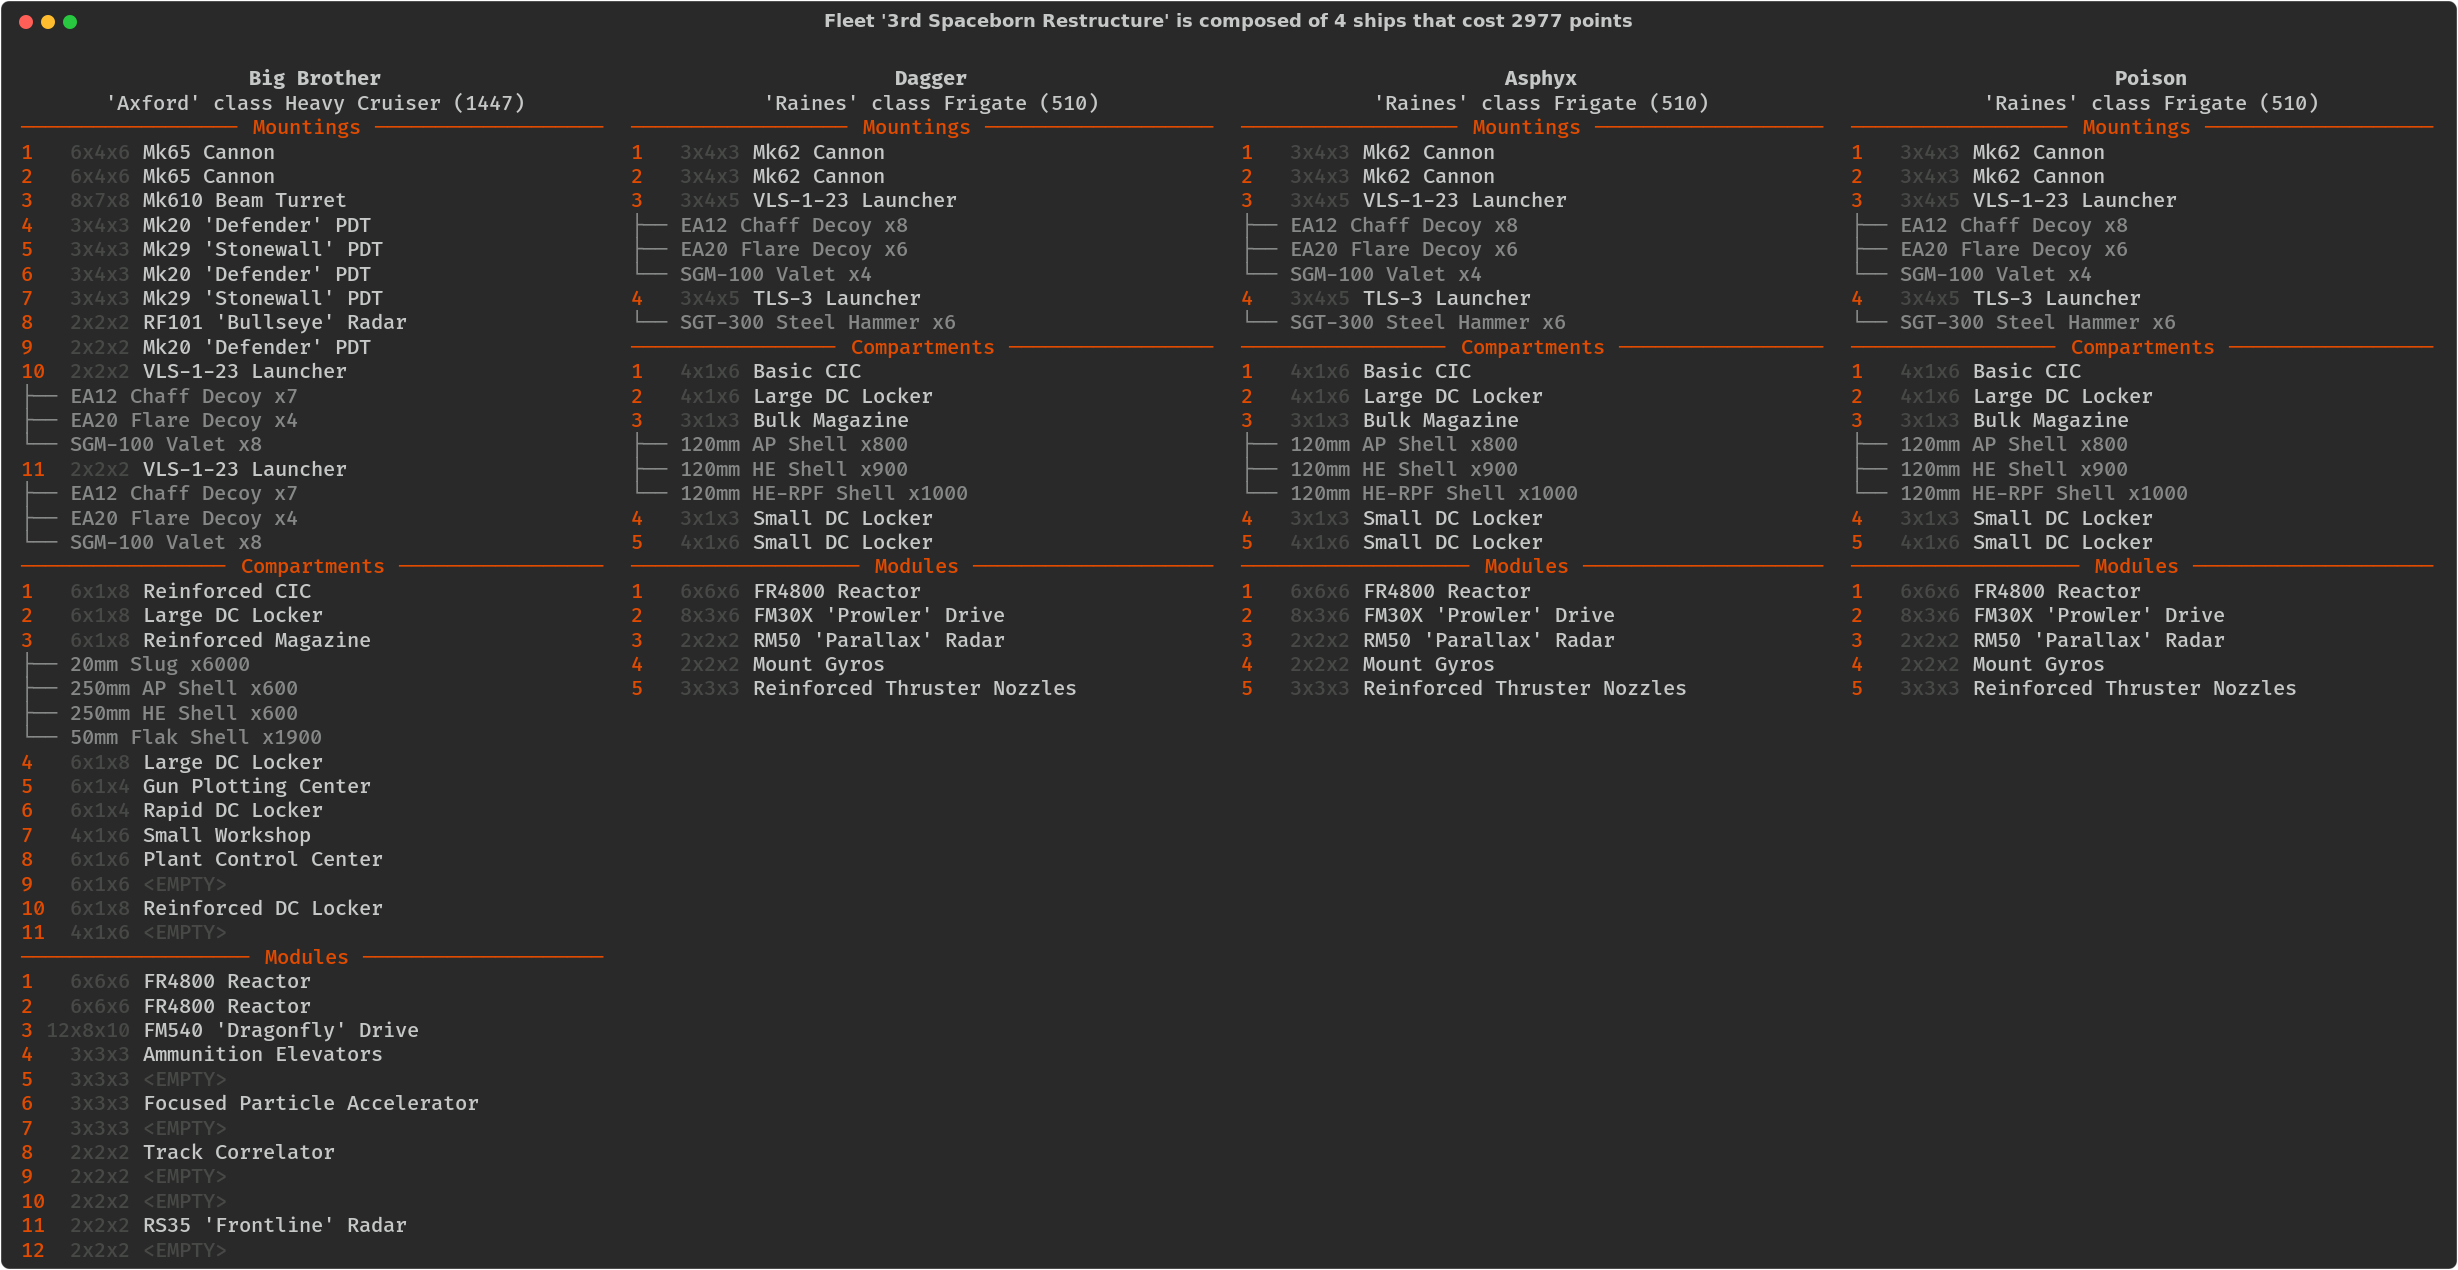 Fleet '3rd Spaceborn Restructure' is composed of 4 ships that cost 2977 points
Big Brother
'Axford' class Heavy Cruiser (1447)
Mountings
1 6x4x6 Mk65 Cannon
2 6x4x6 Mk65 Cannon
3 8x7x8 Mk610 Beam Turret
4 3x4x3 Mk20 'Defender' PDT
5 3x4x3 Mk29 'Stonewall' PDT
6 3x4x3 Mk20 'Defender' PDT
7 3x4x3 Mk29 'Stonewall' PDT
8 2x2x2 RF101 'Bullseye' Radar
9 2x2x2 Mk20 'Defender' PDT
10 2x2x2 VLS-1-23 Launcher
EA12 Chaff Decoy x7
EA20 Flare Decoy x4
SGM-100 Valet x8
11 2x2x2 VLS-1-23 Launcher
EA12 Chaff Decoy x7
EA20 Flare Decoy x4
SGM-100 Valet x8
Compartments
1 6x1x8 Reinforced CIC
2 6x1x8 Large DC Locker
3 6x1x8 Reinforced Magazine
20mm Slug x6000
250mm AP Shell x600
250mm HE Shell x600
50mm Flak Shell x1900
4 6x1x8 Large DC Locker
5 6x1x4 Gun Plotting Center
6 6x1x4 Rapid DC Locker
7 4x1x6 Small Workshop
8 6x1x6 Plant Control Center
9 6x1x6 <EMPTY>
10 6x1x8 Reinforced DC Locker
11 4x1x6 <EMPTY>
Modules
1 6x6x6 FR4800 Reactor
2 6x6x6 FR4800 Reactor
3 12x8x10 FM540 'Dragonfly' Drive
4 3x3x3 Ammunition Elevators
5 3x3x3 <EMPTY>
6 3x3x3 Focused Particle Accelerator
7 3x3x3 <EMPTY>
8 2x2x2 Track Correlator
9 2x2x2 <EMPTY>
10 2x2x2 <EMPTY>
11 2x2x2 RS35 'Frontline' Radar
12 2x2x2 <EMPTY>
Dagger
'Raines' class Frigate (510)
Mountings
1 3x4x3 Mk62 Cannon
2 3x4x3 Mk62 Cannon
3 3x4x5 VLS-1-23 Launcher
EA12 Chaff Decoy x8
EA20 Flare Decoy x6
SGM-100 Valet x4
4 3x4x5 TLS-3 Launcher
SGT-300 Steel Hammer x6
Compartments
1 4x1x6 Basic CIC
2 4x1x6 Large DC Locker
3 3x1x3 Bulk Magazine
120mm AP Shell x800
120mm HE Shell x900
120mm HE-RPF Shell x1000
4 3x1x3 Small DC Locker
5 4x1x6 Small DC Locker
Modules
1 6x6x6 FR4800 Reactor
2 8x3x6 FM30X 'Prowler' Drive
3 2x2x2 RM50 'Parallax' Radar
4 2x2x2 Mount Gyros
5 3x3x3 Reinforced Thruster Nozzles
Asphyx
'Raines' class Frigate (510)
Mountings
1 3x4x3 Mk62 Cannon
2 3x4x3 Mk62 Cannon
3 3x4x5 VLS-1-23 Launcher
EA12 Chaff Decoy x8
EA20 Flare Decoy x6
SGM-100 Valet x4
4 3x4x5 TLS-3 Launcher
SGT-300 Steel Hammer x6
Compartments
1 4x1x6 Basic CIC
2 4x1x6 Large DC Locker
3 3x1x3 Bulk Magazine
120mm AP Shell x800
120mm HE Shell x900
120mm HE-RPF Shell x1000
4 3x1x3 Small DC Locker
5 4x1x6 Small DC Locker
Modules
1 6x6x6 FR4800 Reactor
2 8x3x6 FM30X 'Prowler' Drive
3 2x2x2 RM50 'Parallax' Radar
4 2x2x2 Mount Gyros
5 3x3x3 Reinforced Thruster Nozzles
Poison
'Raines' class Frigate (510)
Mountings
1 3x4x3 Mk62 Cannon
2 3x4x3 Mk62 Cannon
3 3x4x5 VLS-1-23 Launcher
EA12 Chaff Decoy x8
EA20 Flare Decoy x6
SGM-100 Valet x4
4 3x4x5 TLS-3 Launcher
SGT-300 Steel Hammer x6
Compartments
1 4x1x6 Basic CIC
2 4x1x6 Large DC Locker
3 3x1x3 Bulk Magazine
120mm AP Shell x800
120mm HE Shell x900
120mm HE-RPF Shell x1000
4 3x1x3 Small DC Locker
5 4x1x6 Small DC Locker
Modules
1 6x6x6 FR4800 Reactor
2 8x3x6 FM30X 'Prowler' Drive
3 2x2x2 RM50 'Parallax' Radar
4 2x2x2 Mount Gyros
5 3x3x3 Reinforced Thruster Nozzles